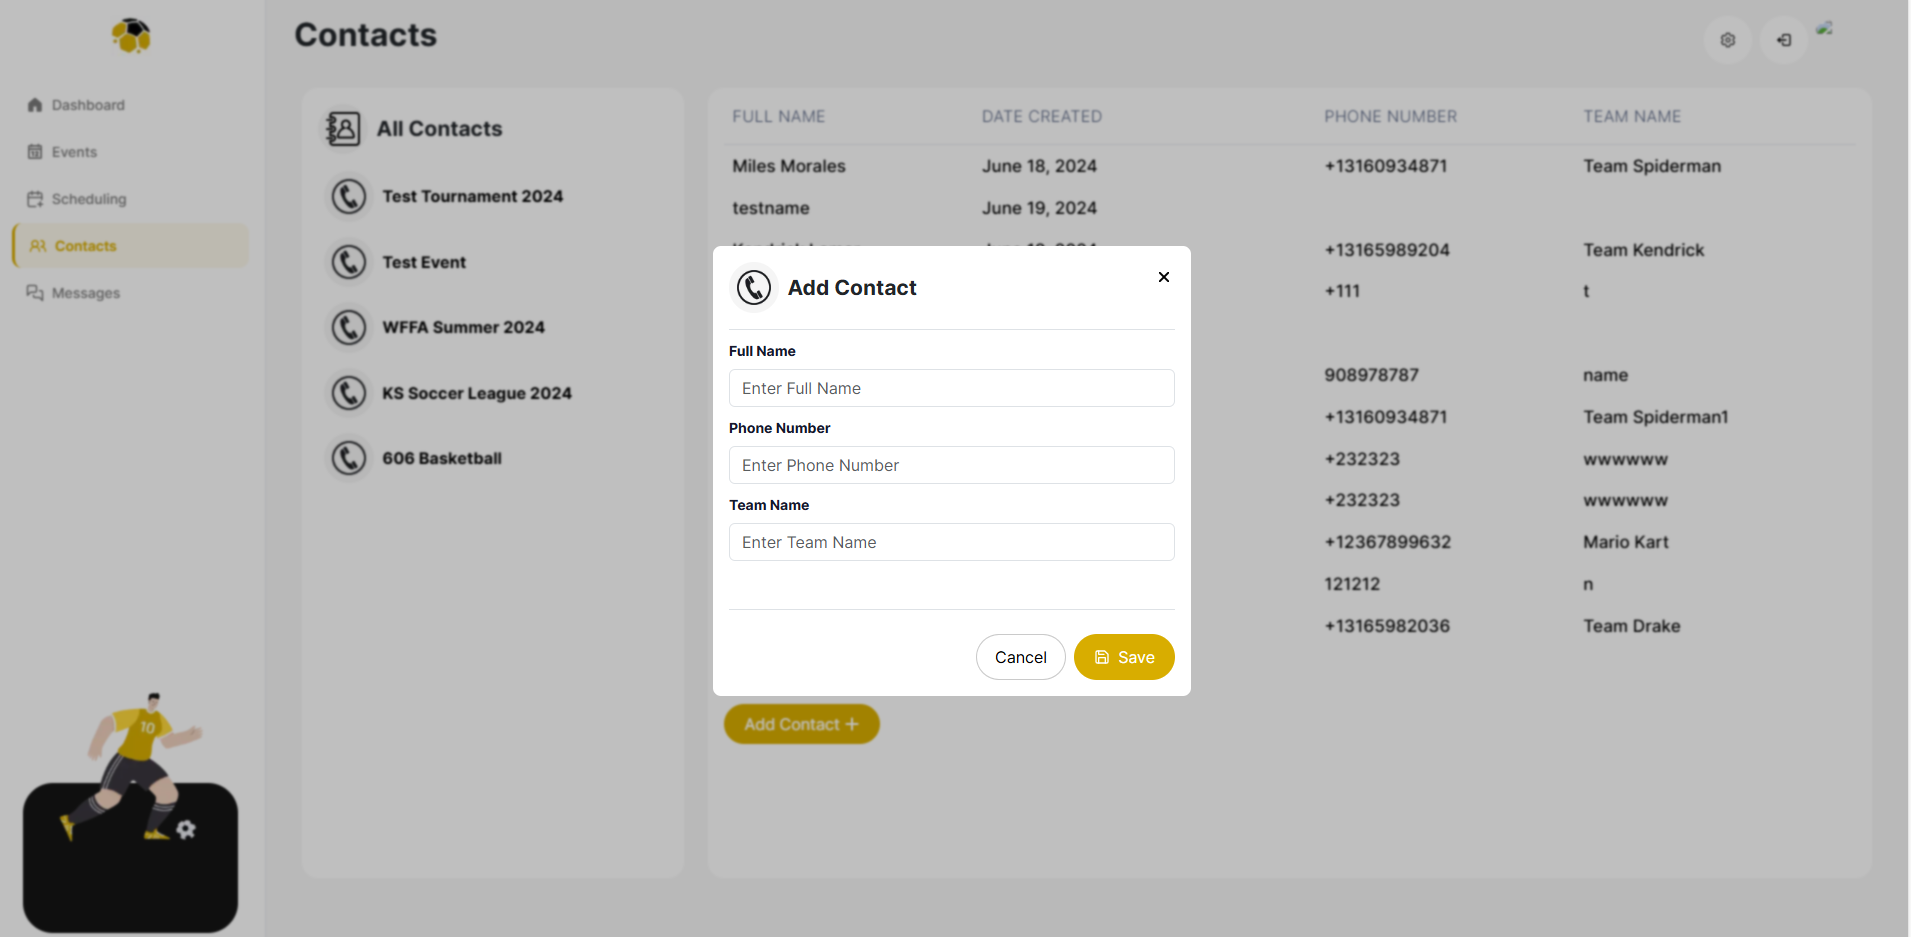 Contacts
Dashboard
Events
Scheduling
Contacts
Messages
10
All Contacts
Test Tournament 2024
Test Event
WFFA Summer 2024
KS Soccer League 2024
606 Basketball
FULL NAME DATE CREATED PHONE NUMBER TEAM NAME
Miles Morales June 18, 2024 +13160934871 Team Spiderman
testname June 19, 2024
+13165989204 Team Kendrick
+111 t
908978787 name
+13160934871 Team Spiderman1
+232323 wwwwww
+232323 wwwwww
+12367899632 Mario Kart
121212 n
+13165982036 Team Drake
Add Contact +
Add Contact
Full Name
Enter Full Name
Phone Number
Enter Phone Number
Team Name
Enter Team Name
Cancel Save